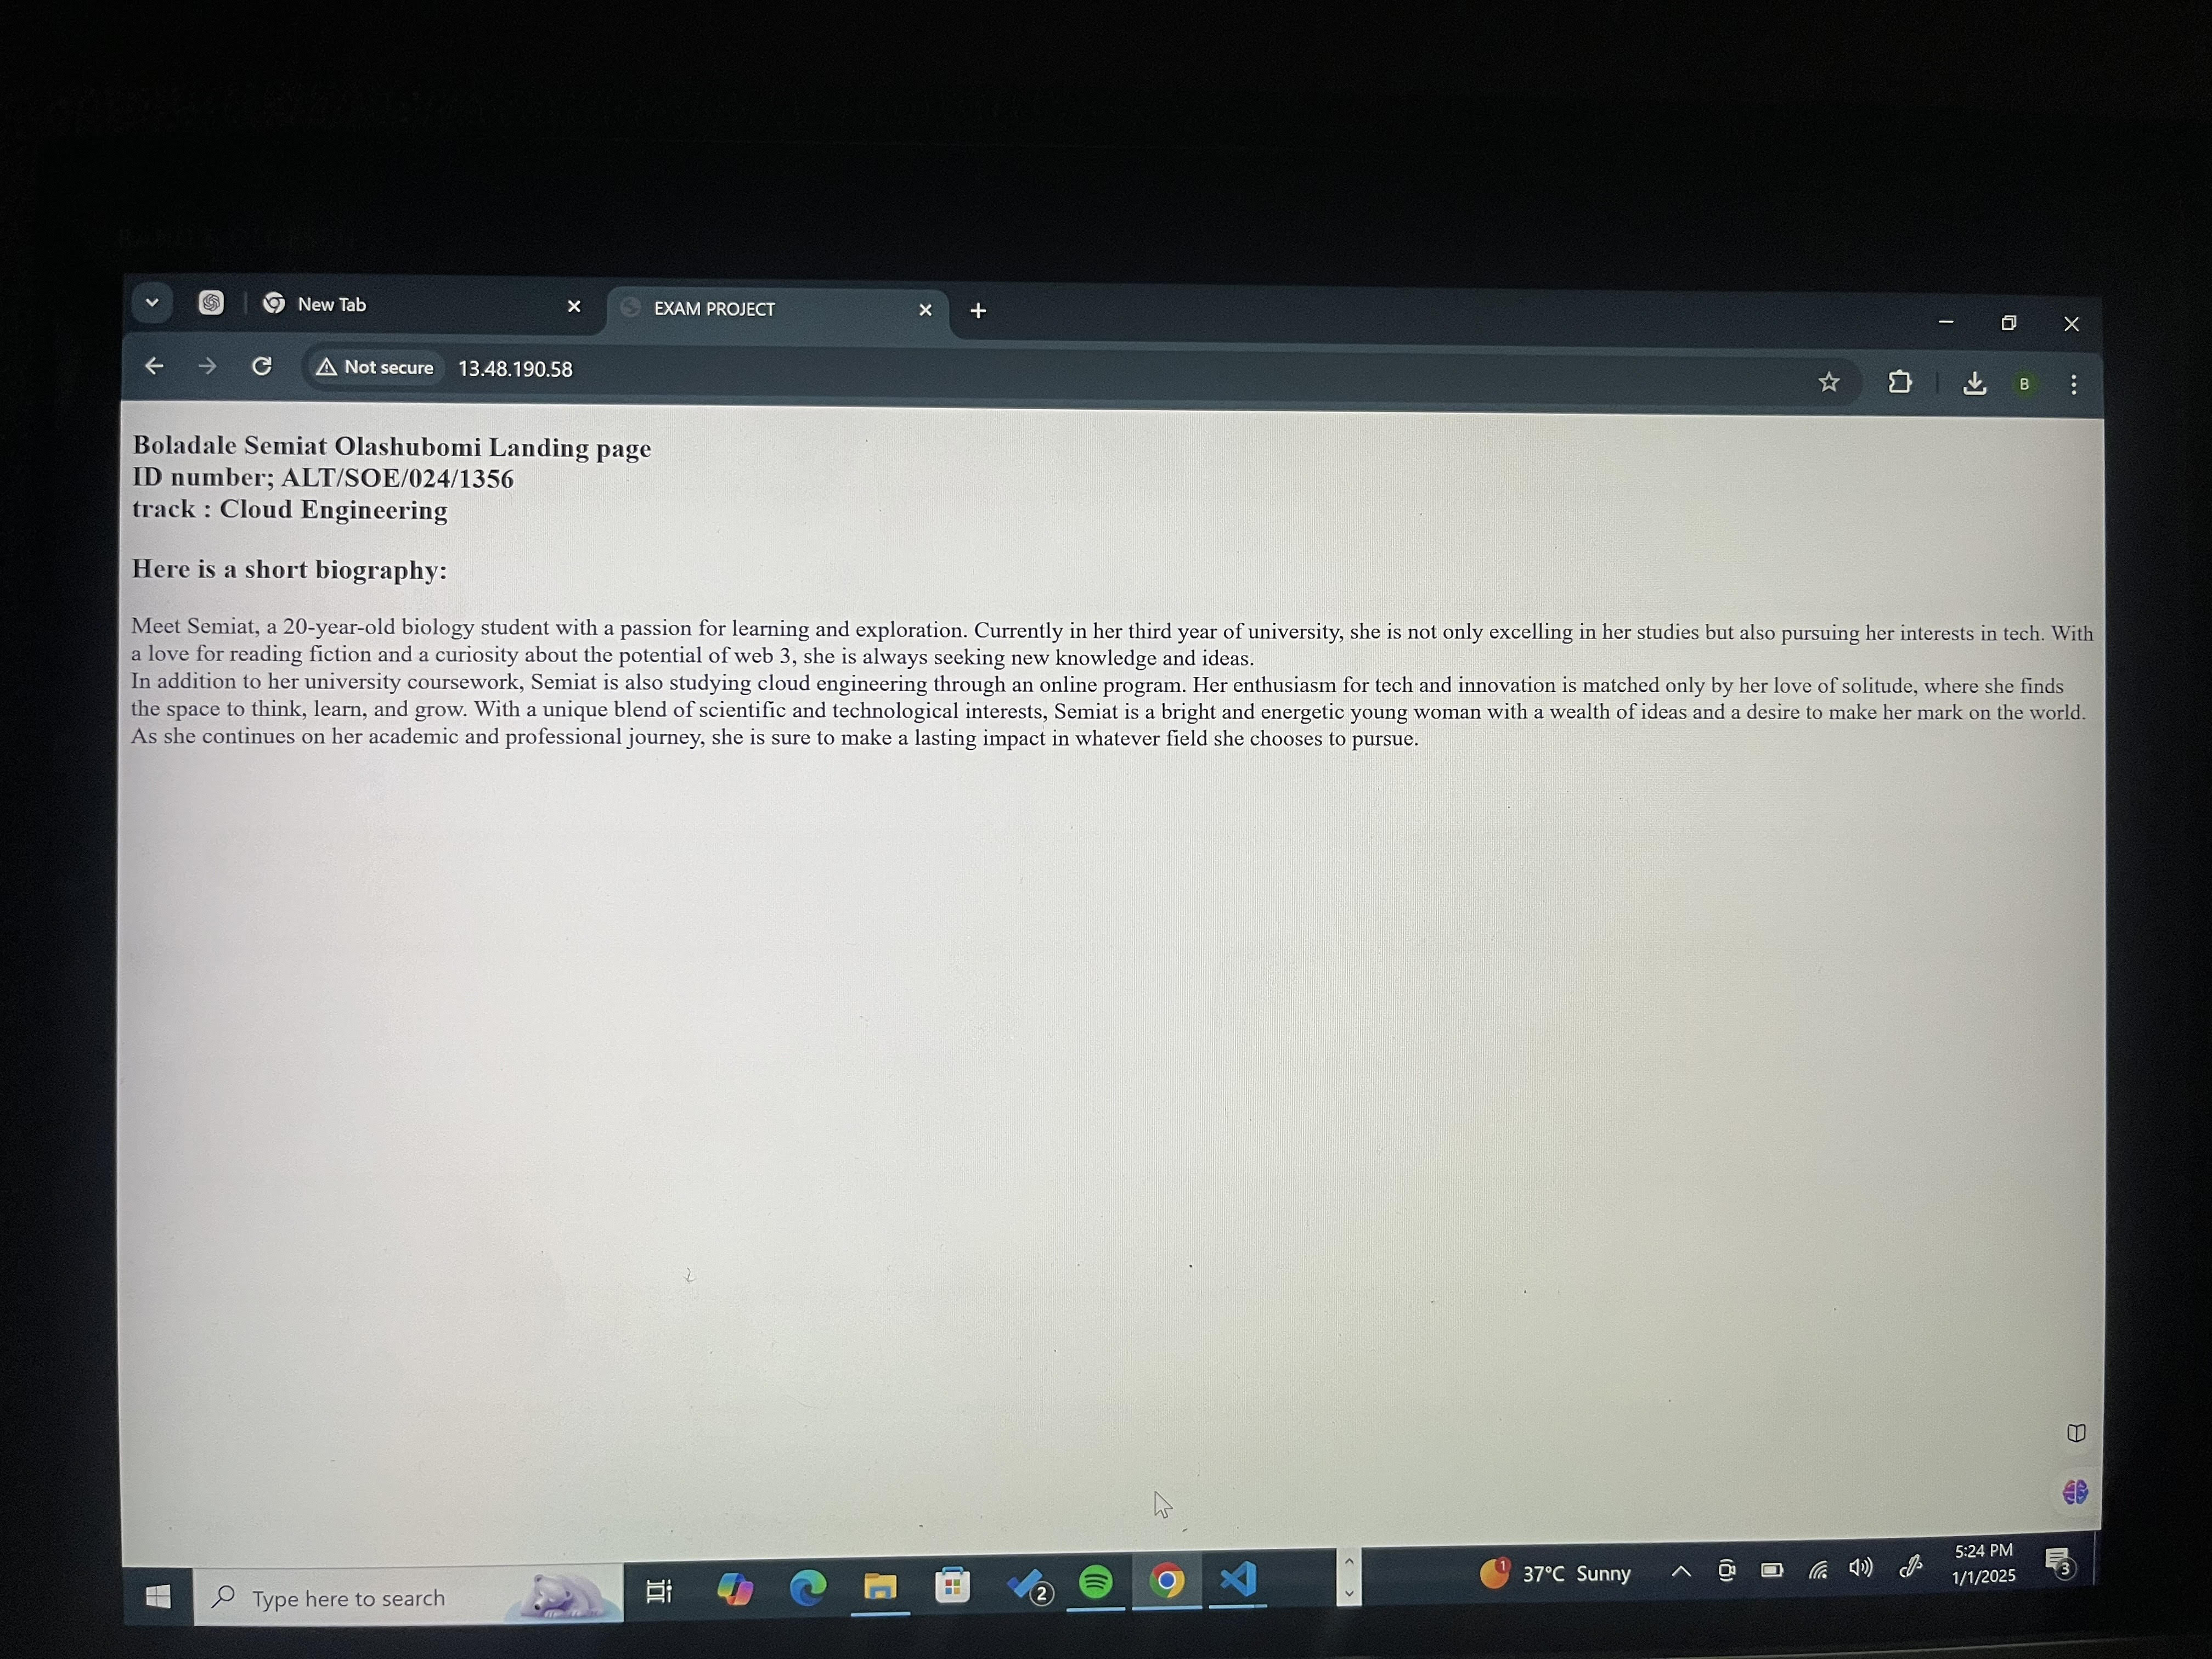 New Tab
EXAM PROJECT
Not secure
13.48.190.58
B
Boladale Semiat Olashubomi Landing page
ID number; ALT/SOE/024/1356
track : Cloud Engineering
Here is a short biography:
Meet Semiat, a 20-year-old biology student with a passion for learning and exploration. Currently in her third year of university, she is not only excelling in her studies but also pursuing her interests in tech. With
a love for reading fiction and a curiosity about the potential of web 3, she is always seeking new knowledge and ideas.
In addition to her university coursework, Semiat is also studying cloud engineering through an online program. Her enthusiasm for tech and innovation is matched only by her love of solitude, where she finds
the space to think, learn, and grow. With a unique blend of scientific and technological interests, Semiat is a bright and energetic young woman with a wealth of ideas and a desire to make her mark on the world.
As she continues on her academic and professional journey, she is sure to make a lasting impact in whatever field she chooses to pursue.
Type here to search
2
1
37°C Sunny
5:24 PM
1/1/2025
3